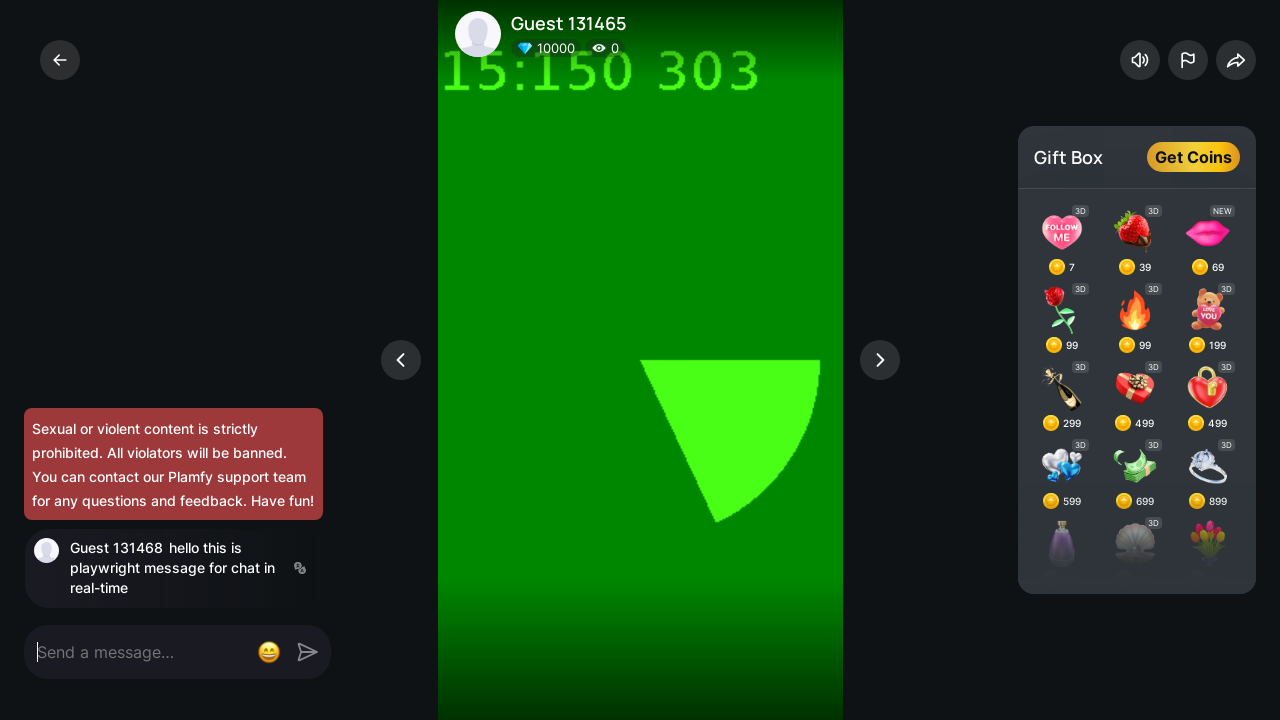 Guest 131465
10000 0
15:150 303
Gift Box Get Coins
3D 3D NEW
FOLLOW ME
7 39 69
3D 3D 3D
LOVE YOU
99 99 199
3D 3D 3D
299 499 499
3D 3D 3D
599 699 899
3D
Sexual or violent content is strictly
prohibited. All violators will be banned.
You can contact our Plamfy support team
for any questions and feedback. Have fun!
Guest 131468 hello this is
playwright message for chat in
real-time
Send a message...